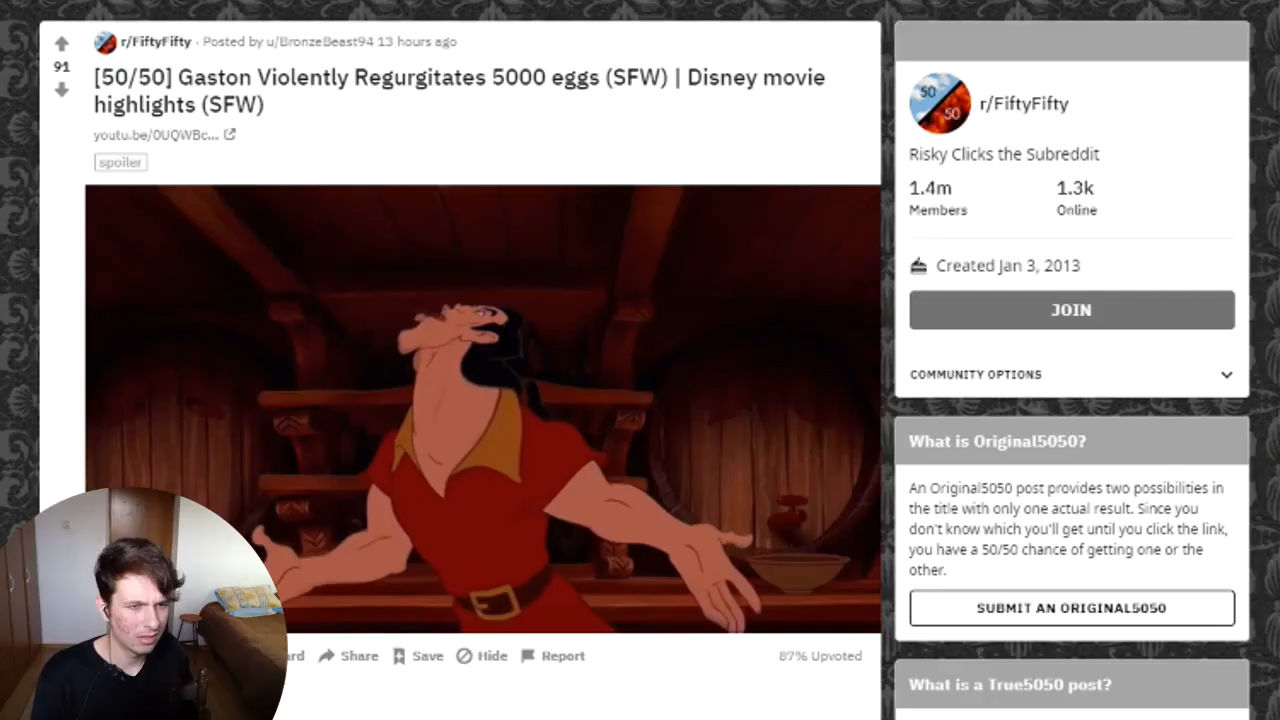 r/FiftyFifty · Posted by u/BronzeBeast94 13 hours ago
91
[50/50] Gaston Violently Regurgitates 5000 eggs (SFW) | Disney movie
highlights (SFW)
youtu.be/0UQWBc...
spoiler
Share Save Hide Report 87% Upvoted
50
50
r/FiftyFifty
Risky Clicks the Subreddit
1.4m 1.3k
Members Online
Created Jan 3, 2013
JOIN
COMMUNITY OPTIONS
What is Original5050?
An Original5050 post provides two possibilities in
the title with only one actual result. Since you
don't know which you'll get until you click the link,
you have a 50/50 chance of getting one or the
other.
SUBMIT AN ORIGINAL5050
What is a True5050 post?